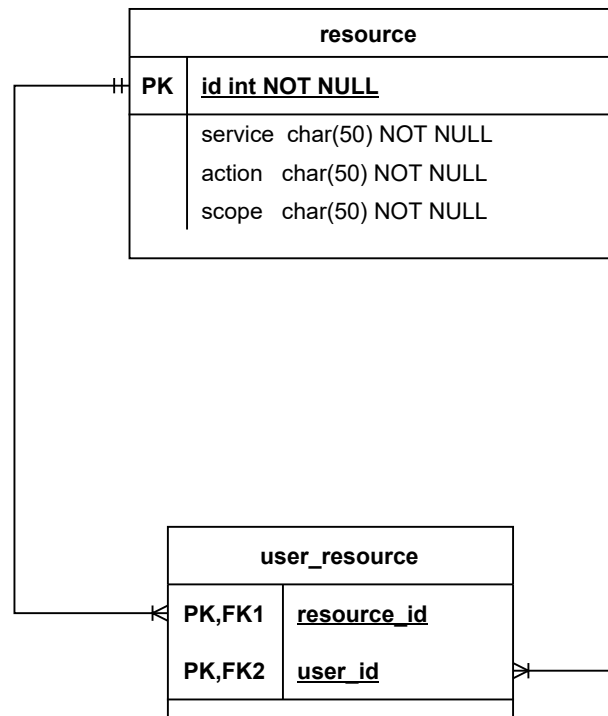 resource
PK id int NOT NULL
service char(50) NOT NULL
action char(50) NOT NULL
scope char(50) NOT NULL
user_resource
PK,FK1 resource_id
PK,FK2 user_id